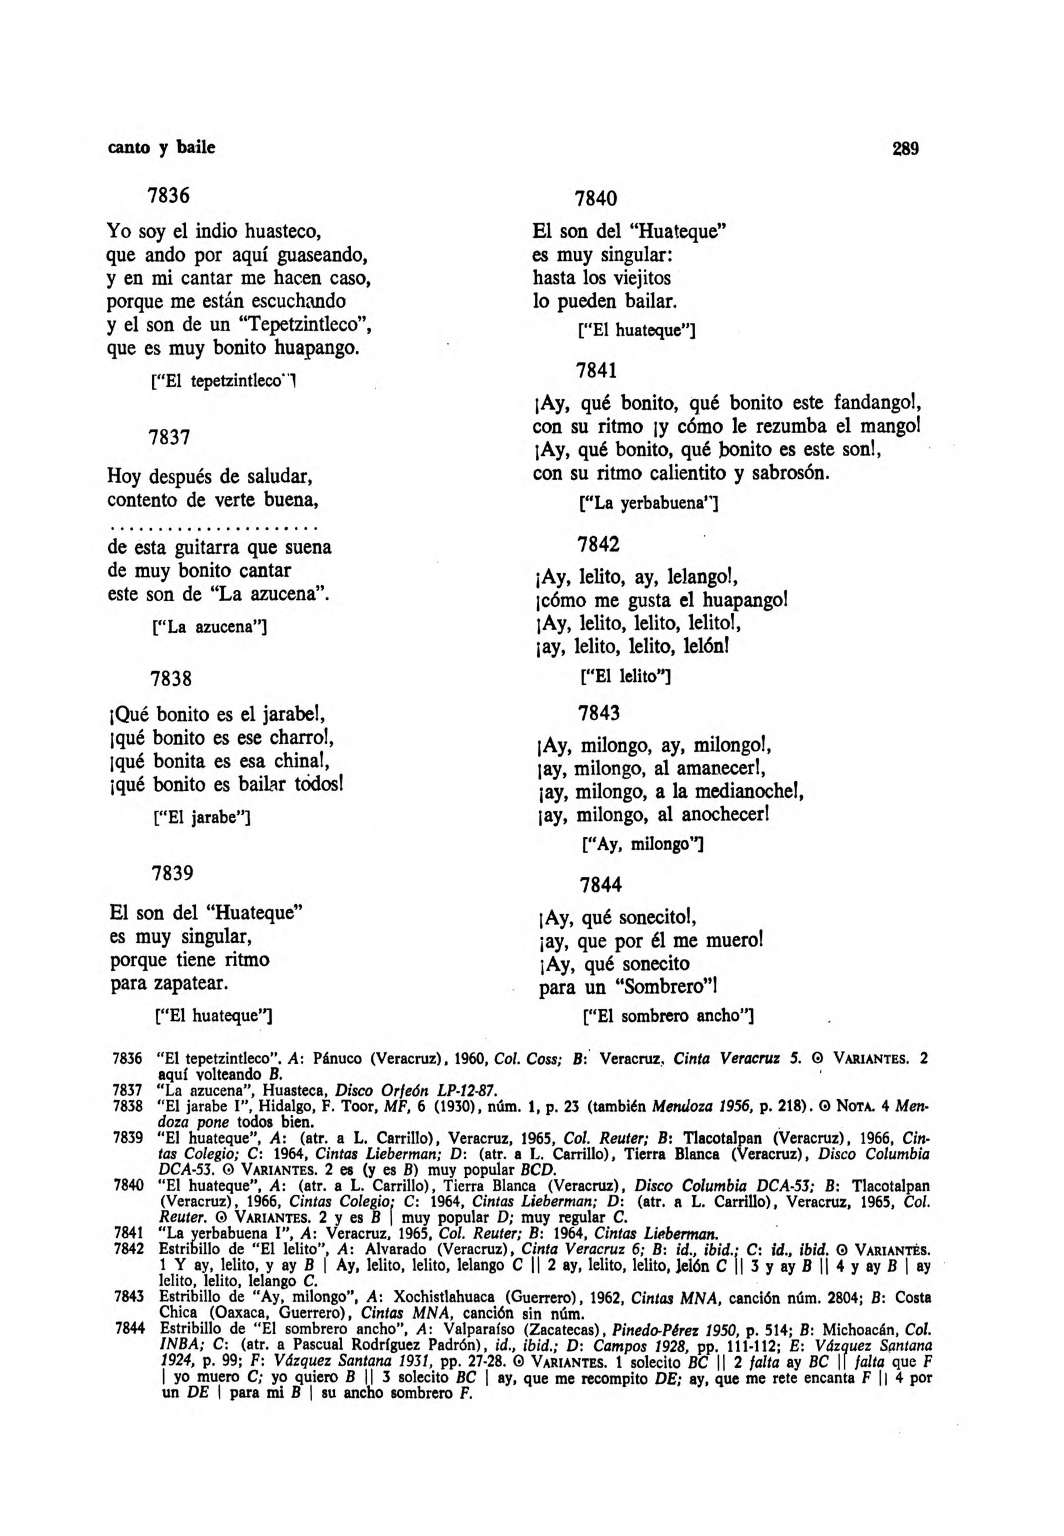 canto y baile
289
7836
Yo soy el indio huasteco,
que ando por aquí guaseando,
y en mi cantar me hacen caso,
porque me están escuchando
y el son de un “Tepetzintleco”,
que es muy bonito huapango.
[“El tepetzintleco”]
7837
Hoy después de saludar,
contento de verte buena,
......................
de esta guitarra que suena
de muy bonito cantar
este son de “La azucena”.
[“La azucena”]
7838
¡Qué bonito es el jarabe!,
¡qué bonito es ese charro!,
¡qué bonita es esa china!,
¡qué bonito es bailar todos!
[“El jarabe”]
7839
El son del “Huateque”
es muy singular,
porque tiene ritmo
para zapatear.
[“El huateque”]
7840
El son del “Huateque”
es muy singular:
hasta los viejitos
lo pueden bailar.
[“El huateque”]
7841
¡Ay, qué bonito, qué bonito este fandango!,
con su ritmo ¡y cómo le rezumba el mango!
¡Ay, qué bonito, qué bonito es este son!,
con su ritmo calientito y sabrosón.
[“La yerbabuena”]
7842
¡Ay, lelito, ay, lelango!,
¡cómo me gusta el huapango!
¡Ay, lelito, lelito, lelito!,
¡ay, lelito, lelito, lelón!
[“El lelito”]
7843
¡Ay, milongo, ay, milongo!,
¡ay, milongo, al amanecer!,
¡ay, milongo, a la medianoche!,
¡ay, milongo, al anochecer!
[“Ay, milongo”]
7844
¡Ay, qué sonecito!,
¡ay, que por él me muero!
¡Ay, qué sonecito
para un “Sombrero”!
[“El sombrero ancho”]
7836 “El tepetzintleco”. A: Pánuco (Veracruz), 1960, Col. Coss; B: Veracruz, Cinta Veracruz 5. ⊙ VARIANTES. 2
aquí volteando B.
7837 “La azucena”, Huasteca, Disco Orfeón LP-12-87.
7838 “El jarabe I”, Hidalgo, F. Toor, MF, 6 (1930), núm. 1, p. 23 (también Mendoza 1956, p. 218). ⊙ NOTA. 4 Men-
doza pone todos bien.
7839 “El huateque”, A: (atr. a L. Carrillo), Veracruz, 1965, Col. Reuter; B: Tlacotalpan (Veracruz), 1966, Cin-
tas Colegio; C: 1964, Cintas Lieberman; D: (atr. a L. Carrillo), Tierra Blanca (Veracruz), Disco Columbia
DCA-53. ⊙ VARIANTES. 2 es (y es B) muy popular BCD.
7840 “El huateque”, A: (atr. a L. Carrillo), Tierra Blanca (Veracruz), Disco Columbia DCA-53; B: Tlacotalpan
(Veracruz), 1966, Cintas Colegio; C: 1964, Cintas Lieberman; D: (atr. a L. Carrillo), Veracruz, 1965, Col.
Reuter. ⊙ VARIANTES. 2 y es B | muy popular D; muy regular C.
7841 “La yerbabuena I”, A: Veracruz, 1965, Col. Reuter; B: 1964, Cintas Lieberman.
7842 Estribillo de “El lelito”, A: Alvarado (Veracruz), Cinta Veracruz 6; B: id., ibid.; C: id., ibid. ⊙ VARIANTES.
1 Y ay, lelito, y ay B | Ay, lelito, lelito, lelango C || 2 ay, lelito, lelito, lelón C || 3 y ay B || 4 y ay B | ay
lelito, lelito, lelango C.
7843 Estribillo de “Ay, milongo”, A: Xochistlahuaca (Guerrero), 1962, Cintas MNA, canción núm. 2804; B: Costa
Chica (Oaxaca, Guerrero), Cintas MNA, canción sin núm.
7844 Estribillo de “El sombrero ancho”, A: Valparaíso (Zacatecas), Pinedo-Pérez 1950, p. 514; B: Michoacán, Col.
INBA; C: (atr. a Pascual Rodríguez Padrón), id., ibid.; D: Campos 1928, pp. 111-112; E: Vázquez Santana
1924, p. 99; F: Vázquez Santana 1931, pp. 27-28. ⊙ VARIANTES. 1 solecito BC || 2 falta ay BC || falta que F
| yo muero C; yo quiero B || 3 solecito BC | ay, que me recompito DE; ay, que me rete encanta F || 4 por
un DE | para mi B | su ancho sombrero F.